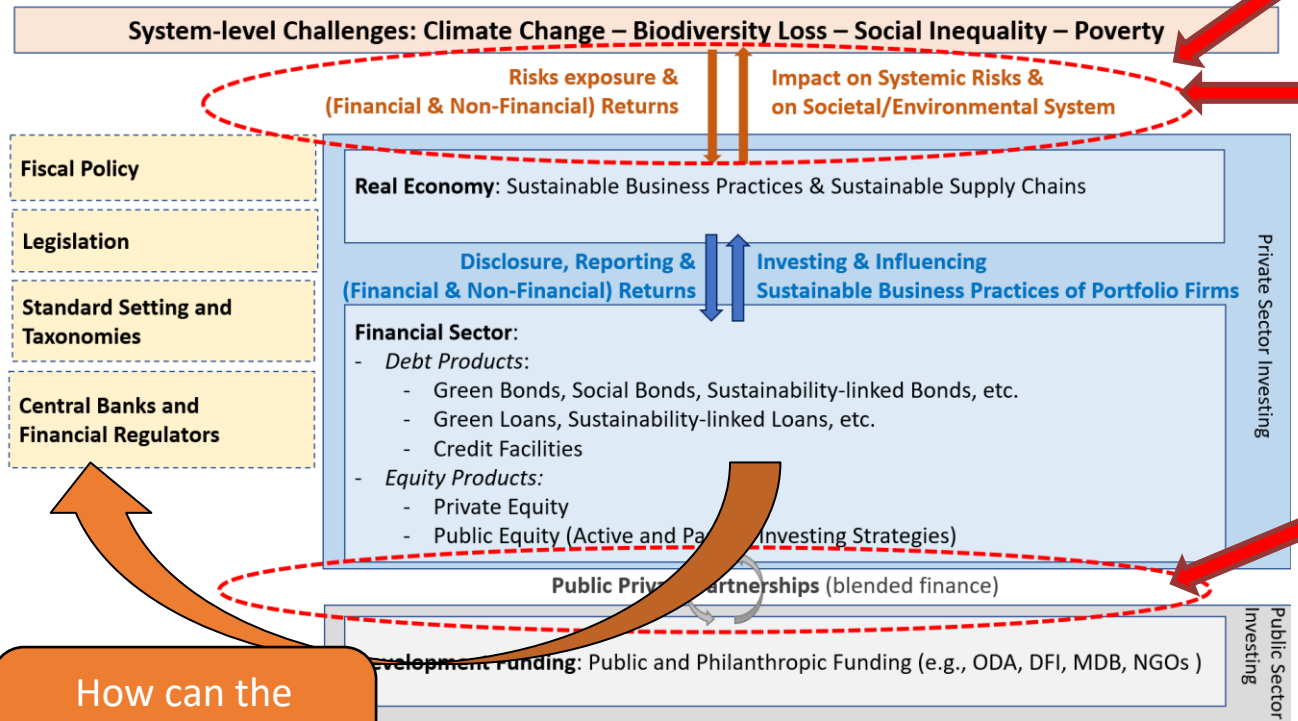 System-level Challenges: Climate Change – Biodiversity Loss – Social Inequality – Poverty
Risks exposure &
(Financial & Non-Financial) Returns
Impact on Systemic Risks &
on Societal/Environmental System
Fiscal Policy
Legislation
Standard Setting and
Taxonomies
Central Banks and
Financial Regulators
Real Economy: Sustainable Business Practices & Sustainable Supply Chains
Disclosure, Reporting &
(Financial & Non-Financial) Returns
Investing & Influencing
Sustainable Business Practices of Portfolio Firms
Financial Sector:
- Debt Products:
- Green Bonds, Social Bonds, Sustainability-linked Bonds, etc.
- Green Loans, Sustainability-linked Loans, etc.
- Credit Facilities
- Equity Products:
- Private Equity
- Public Equity (Active and Investing Strategies)
Private Sector Investing
Public (blended finance)
Funding: Public and Philanthropic Funding (e.g., ODA, DFI, MDB, NGOs )
Public Sector
Investing
How can the